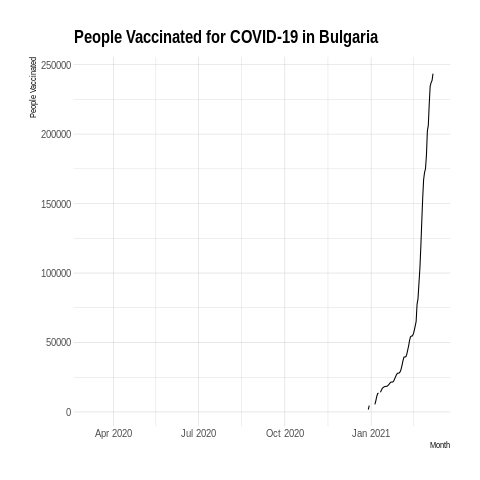 People Vaccinated for COVID-19 in Bulgaria
People Vaccinated
250000
200000
150000
100000
50000
0
Apr 2020 Jul 2020 Oct 2020 Jan 2021
Month